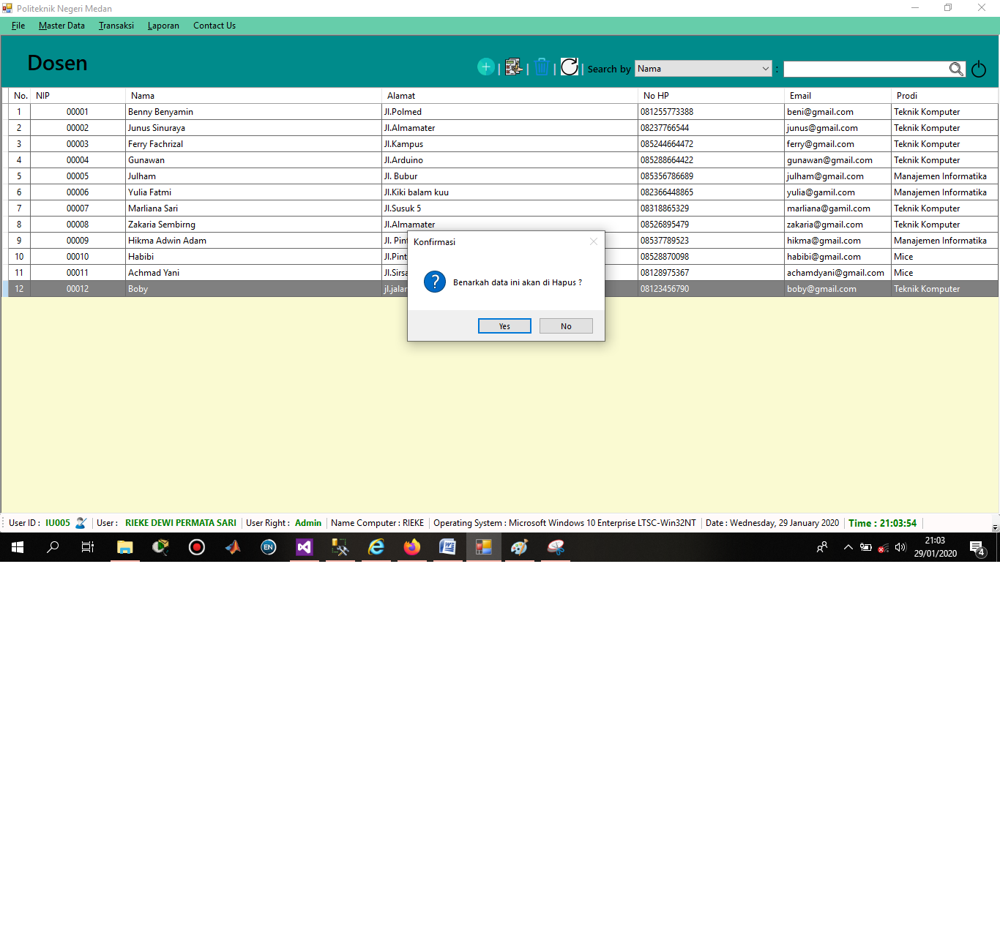 Politeknik Negeri Medan
File Master Data Transaksi Laporan Contact Us
Dosen | | | | Search by Nama :
No. NIP Nama Alamat No HP Email Prodi
1 00001 Benny Benyamin Jl.Polmed 081255773388 beni@gmail.com Teknik Komputer
2 00002 Junus Sinuraya Jl.Almamater 08237766544 junus@gmail.com Teknik Komputer
3 00003 Ferry Fachrizal Jl.Kampus 085244664472 ferry@gmail.com Teknik Komputer
4 00004 Gunawan Jl.Arduino 085288664422 gunawan@gmail.com Teknik Komputer
5 00005 Julham Jl. Bubur 085356786689 julham@gmail.com Manajemen Informatika
6 00006 Yulia Fatmi Jl.Kiki balam kuu 082366448865 yulia@gamil.com Manajemen Informatika
7 00007 Marliana Sari Jl.Susuk 5 08318865329 marliana@gamil.com Teknik Komputer
8 00008 Zakaria Sembirng Jl.Almamater 08526895479 zakaria@gmail.com Teknik Komputer
9 00009 Hikma Adwin Adam Jl. Pint 08537789523 hikma@gmail.com Manajemen Informatika
10 00010 Habibi Jl.Pint 08528870098 habibi@gmail.com Mice
11 00011 Achmad Yani Jl.Sirsa 08128975367 achamdyani@gmail.com Mice
12 00012 Boby jl.jalan 08123456790 boby@gmail.com Teknik Komputer
Konfirmasi
Benarkah data ini akan di Hapus ?
Yes No
User ID : IU005 User : RIEKE DEWI PERMATA SARI User Right : Admin Name Computer : RIEKE Operating System : Microsoft Windows 10 Enterprise LTSC-Win32NT Date : Wednesday, 29 January 2020 Time : 21:03:54
EN
21:03
29/01/2020
4